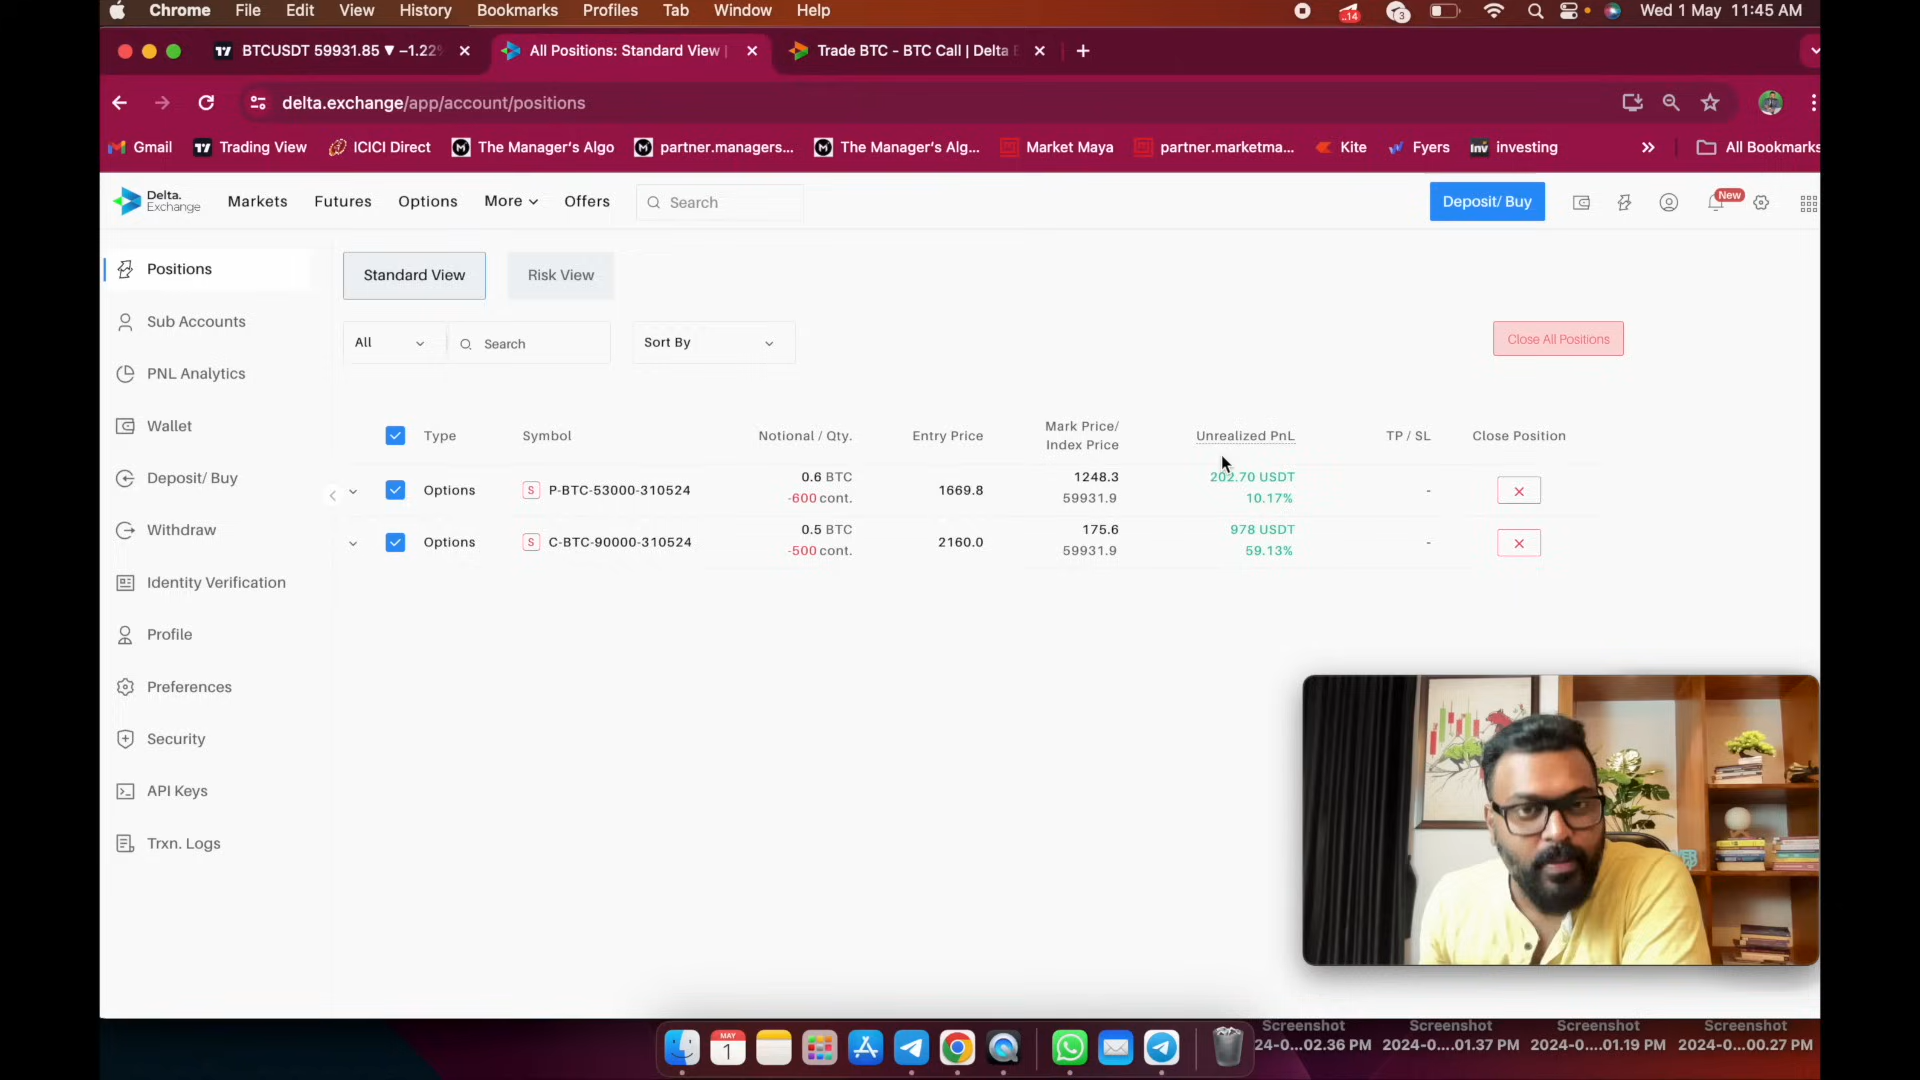 Chrome File Edit View History Bookmarks Profiles Tab Window Help
..14 3 Wed 1 May 11:45 AM
BTCUSDT 59931.85 ▼ −1.22%
All Positions: Standard View |
Trade BTC - BTC Call | Delta
delta.exchange/app/account/positions
Gmail Trading View ICICI Direct The Manager's Algo partner.managers... The Manager's Alg... Market Maya partner.marketma... Kite Fyers Inv investing » All Bookmarks
Delta.
Exchange
Markets Futures Options More Offers Search Deposit/ Buy New
Positions
Sub Accounts
PNL Analytics
Wallet
Deposit/ Buy
Withdraw
Identity Verification
Profile
Preferences
Security
API Keys
Trxn. Logs
Standard View Risk View
All Search Sort By Close All Positions
Type Symbol Notional / Qty. Entry Price Mark Price/ Unrealized PnL TP / SL Close Position
Index Price
Options S P-BTC-53000-310524 0.6 BTC 1669.8 1248.3 202.70 USDT -
-600 cont. 59931.9 10.17%
Options S C-BTC-90000-310524 0.5 BTC 2160.0 175.6 978 USDT -
-500 cont. 59931.9 59.13%
MAY
1
Screenshot Screenshot Screenshot Screenshot
24-0...02.36 PM 2024-0....01.37 PM 2024-0....01.19 PM 2024-0....00.27 PM